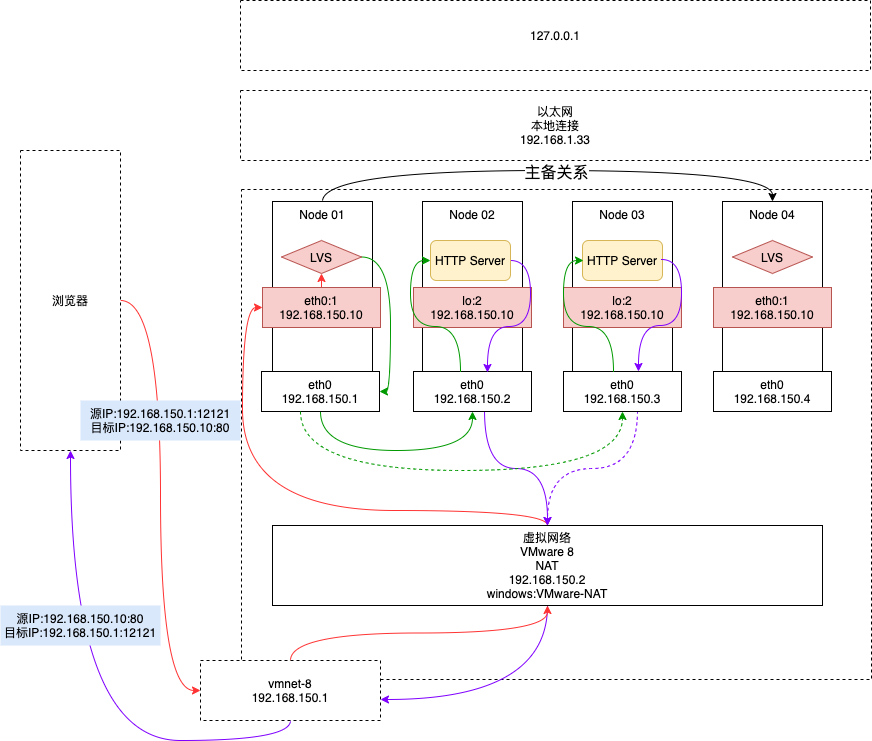 127.0.0.1
以太网
本地连接
192.168.1.33
主备关系
Node 01
Node 02
Node 03
Node 04
LVS
HTTP Server
HTTP Server
LVS
eth0:1
192.168.150.10
lo:2
192.168.150.10
lo:2
192.168.150.10
eth0:1
192.168.150.10
浏览器
eth0
192.168.150.1
eth0
192.168.150.2
eth0
192.168.150.3
eth0
192.168.150.4
源IP:192.168.150.1:12121
目标IP:192.168.150.10:80
虚拟网络
VMware 8
NAT
192.168.150.2
windows:VMware-NAT
源IP:192.168.150.10:80
目标IP:192.168.150.1:12121
vmnet-8
192.168.150.1